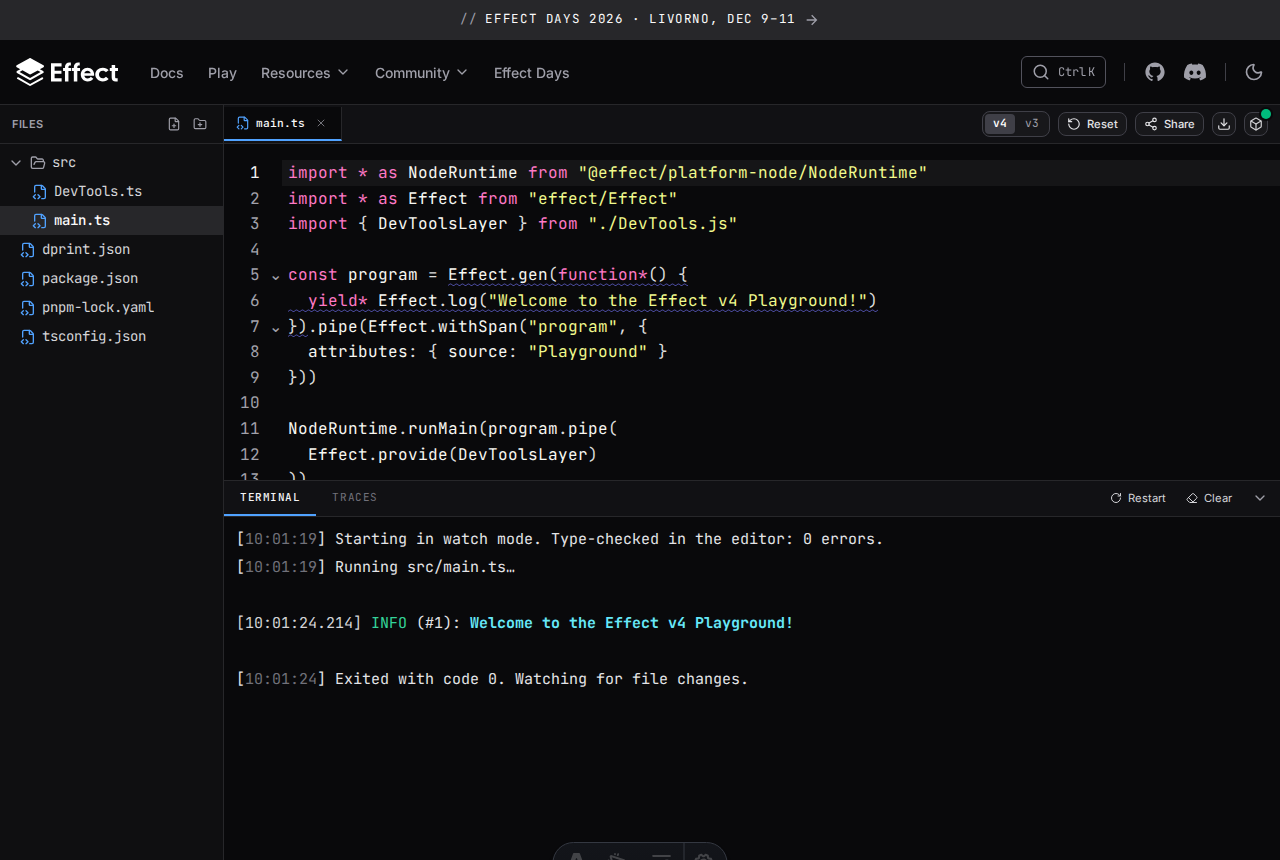 // EFFECT DAYS 2026 · LIVORNO, DEC 9–11 →
Effect
Docs
Play
Resources
Community
Effect Days
Ctrl K
FILES
main.ts
v4
v3
Reset
Share
src
DevTools.ts
main.ts
dprint.json
package.json
pnpm-lock.yaml
tsconfig.json
1 import * as NodeRuntime from "@effect/platform-node/NodeRuntime"
2 import * as Effect from "effect/Effect"
3 import { DevToolsLayer } from "./DevTools.js"
4
5 const program = Effect.gen(function*() {
6   yield* Effect.log("Welcome to the Effect v4 Playground!")
7 }).pipe(Effect.withSpan("program", {
8   attributes: { source: "Playground" }
9 }))
10
11 NodeRuntime.runMain(program.pipe(
12   Effect.provide(DevToolsLayer)
13 ))
TERMINAL
TRACES
Restart
Clear
[10:01:19] Starting in watch mode. Type-checked in the editor: 0 errors.
[10:01:19] Running src/main.ts…
[10:01:24.214] INFO (#1): Welcome to the Effect v4 Playground!
[10:01:24] Exited with code 0. Watching for file changes.